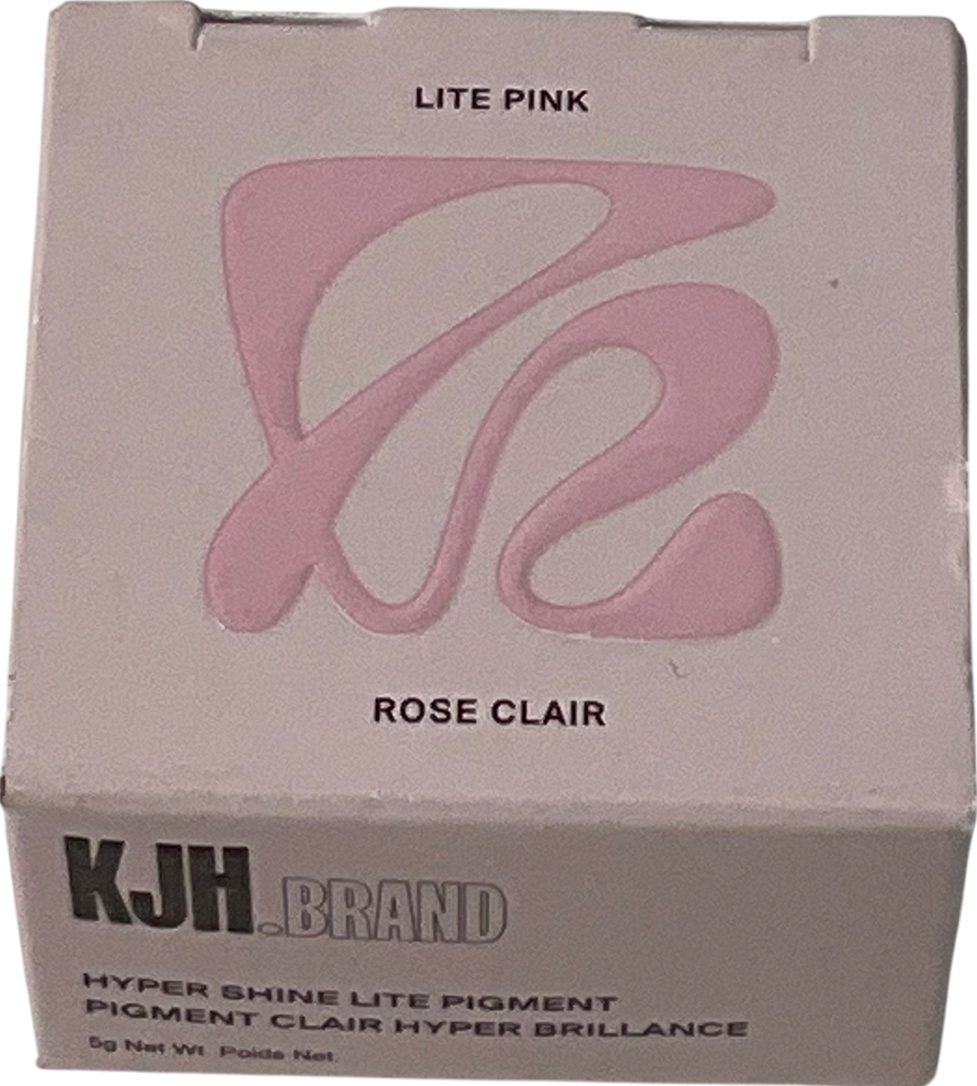 LITE PINK
ROSE CLAIR
KJH.BRAND
HYPER SHINE LITE PIGMENT
PIGMENT CLAIR HYPER BRILLANCE
5g Net Wt. Poids Net